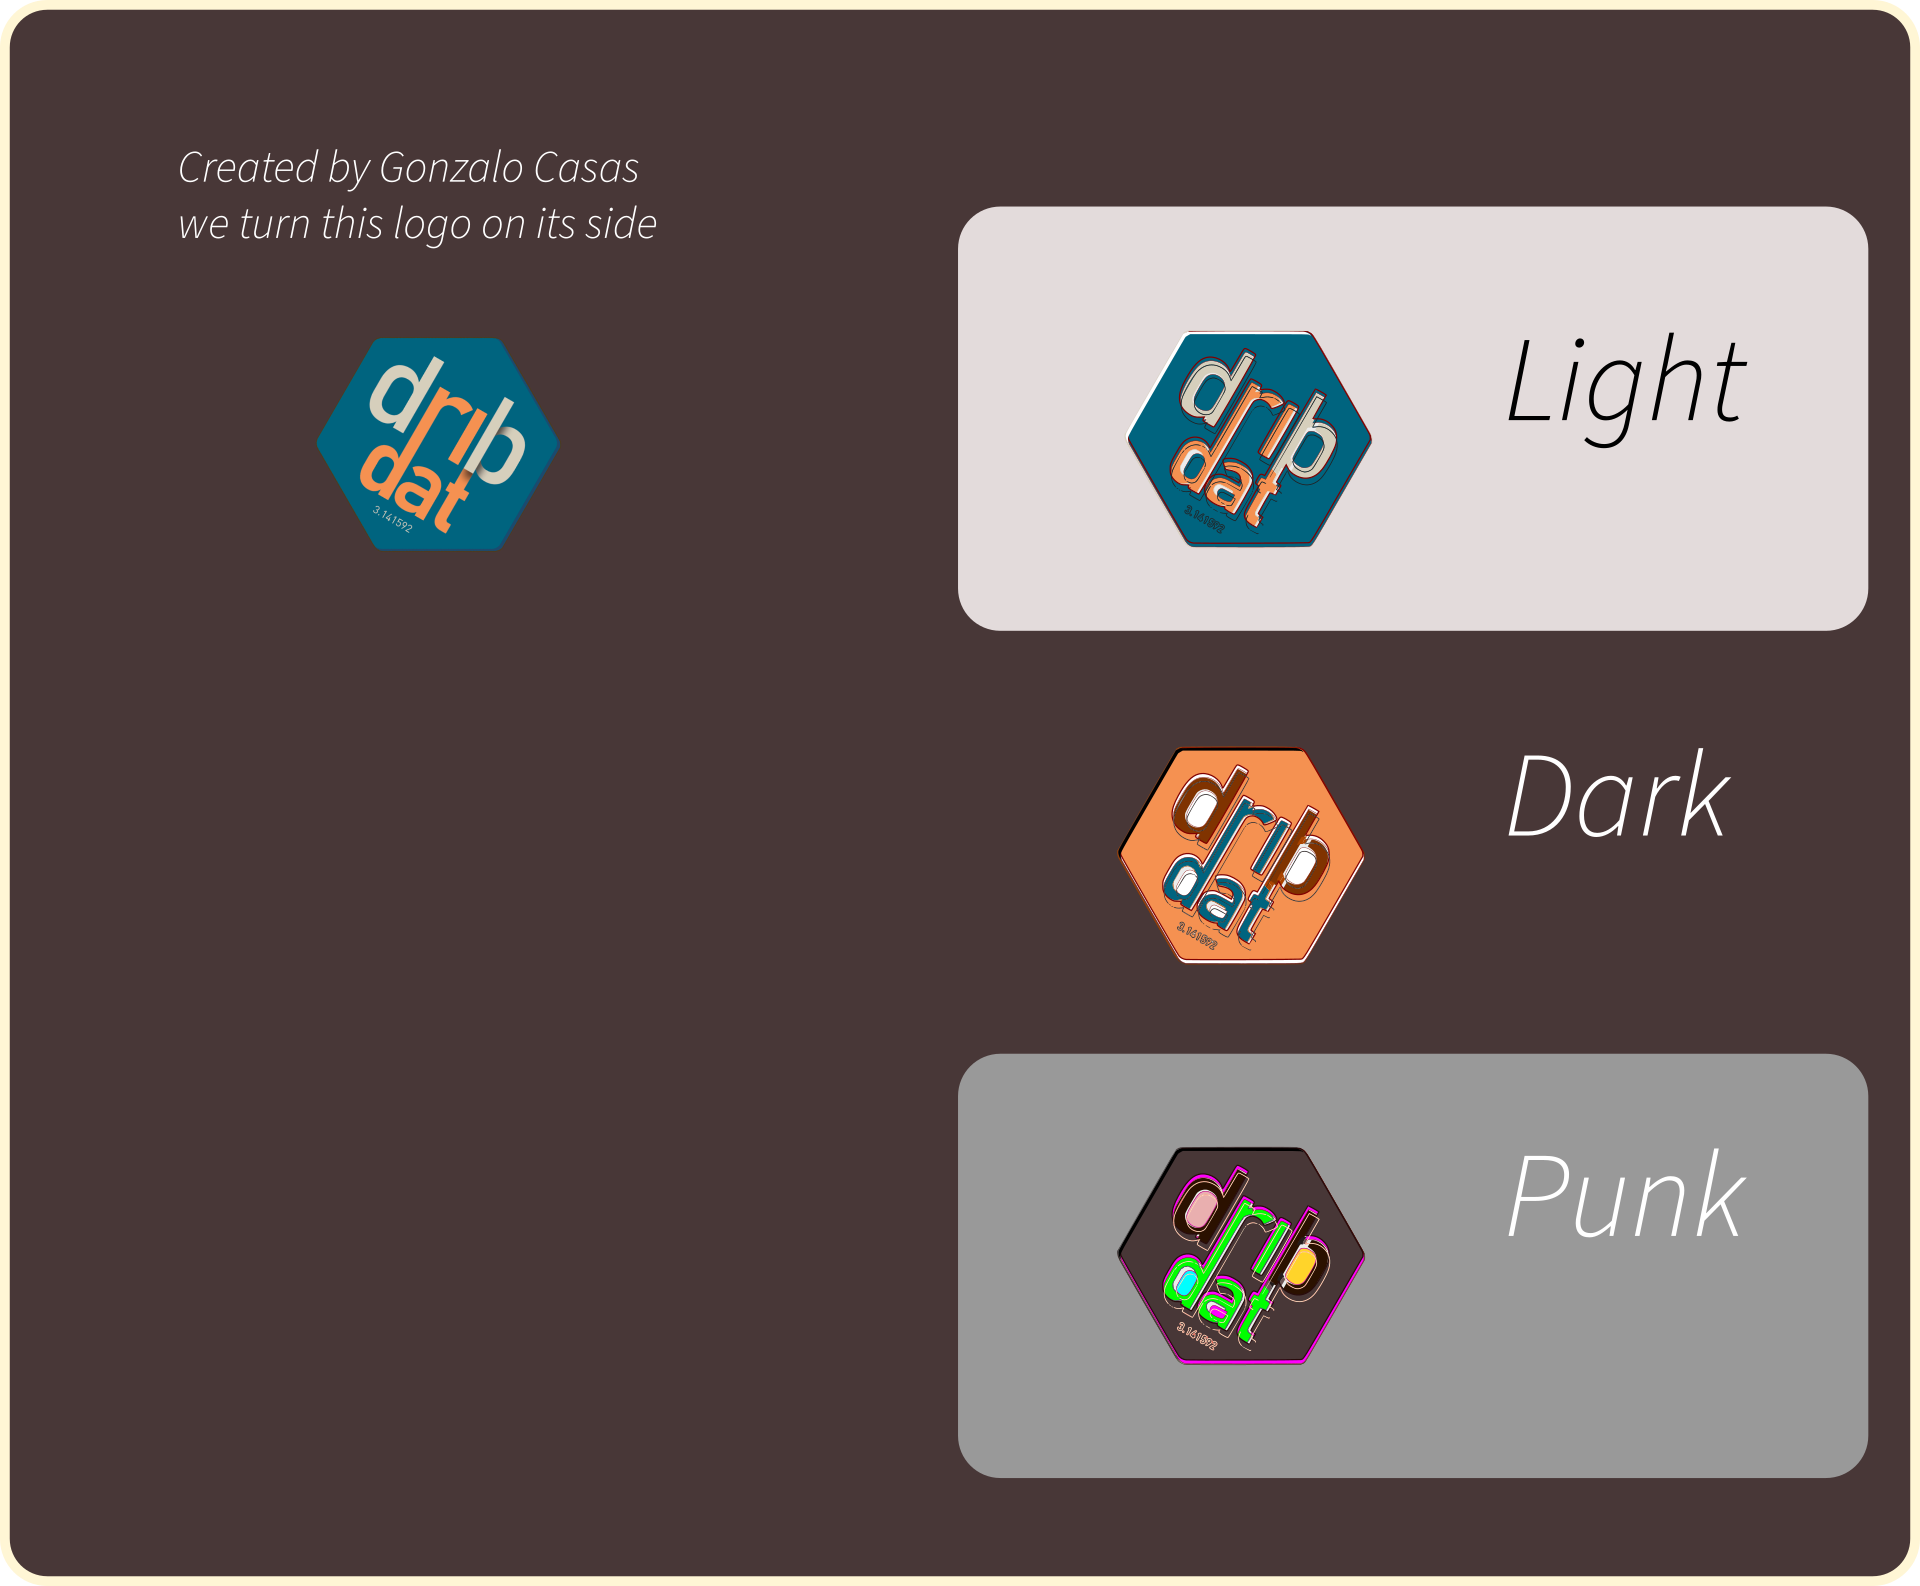 Created by Gonzalo Casas
we turn this logo on its side
drib
dat
3.141592
drib
dat
3.141592
Light
drib
dat
3.141592
Dark
drib
dat
3.141592
Punk